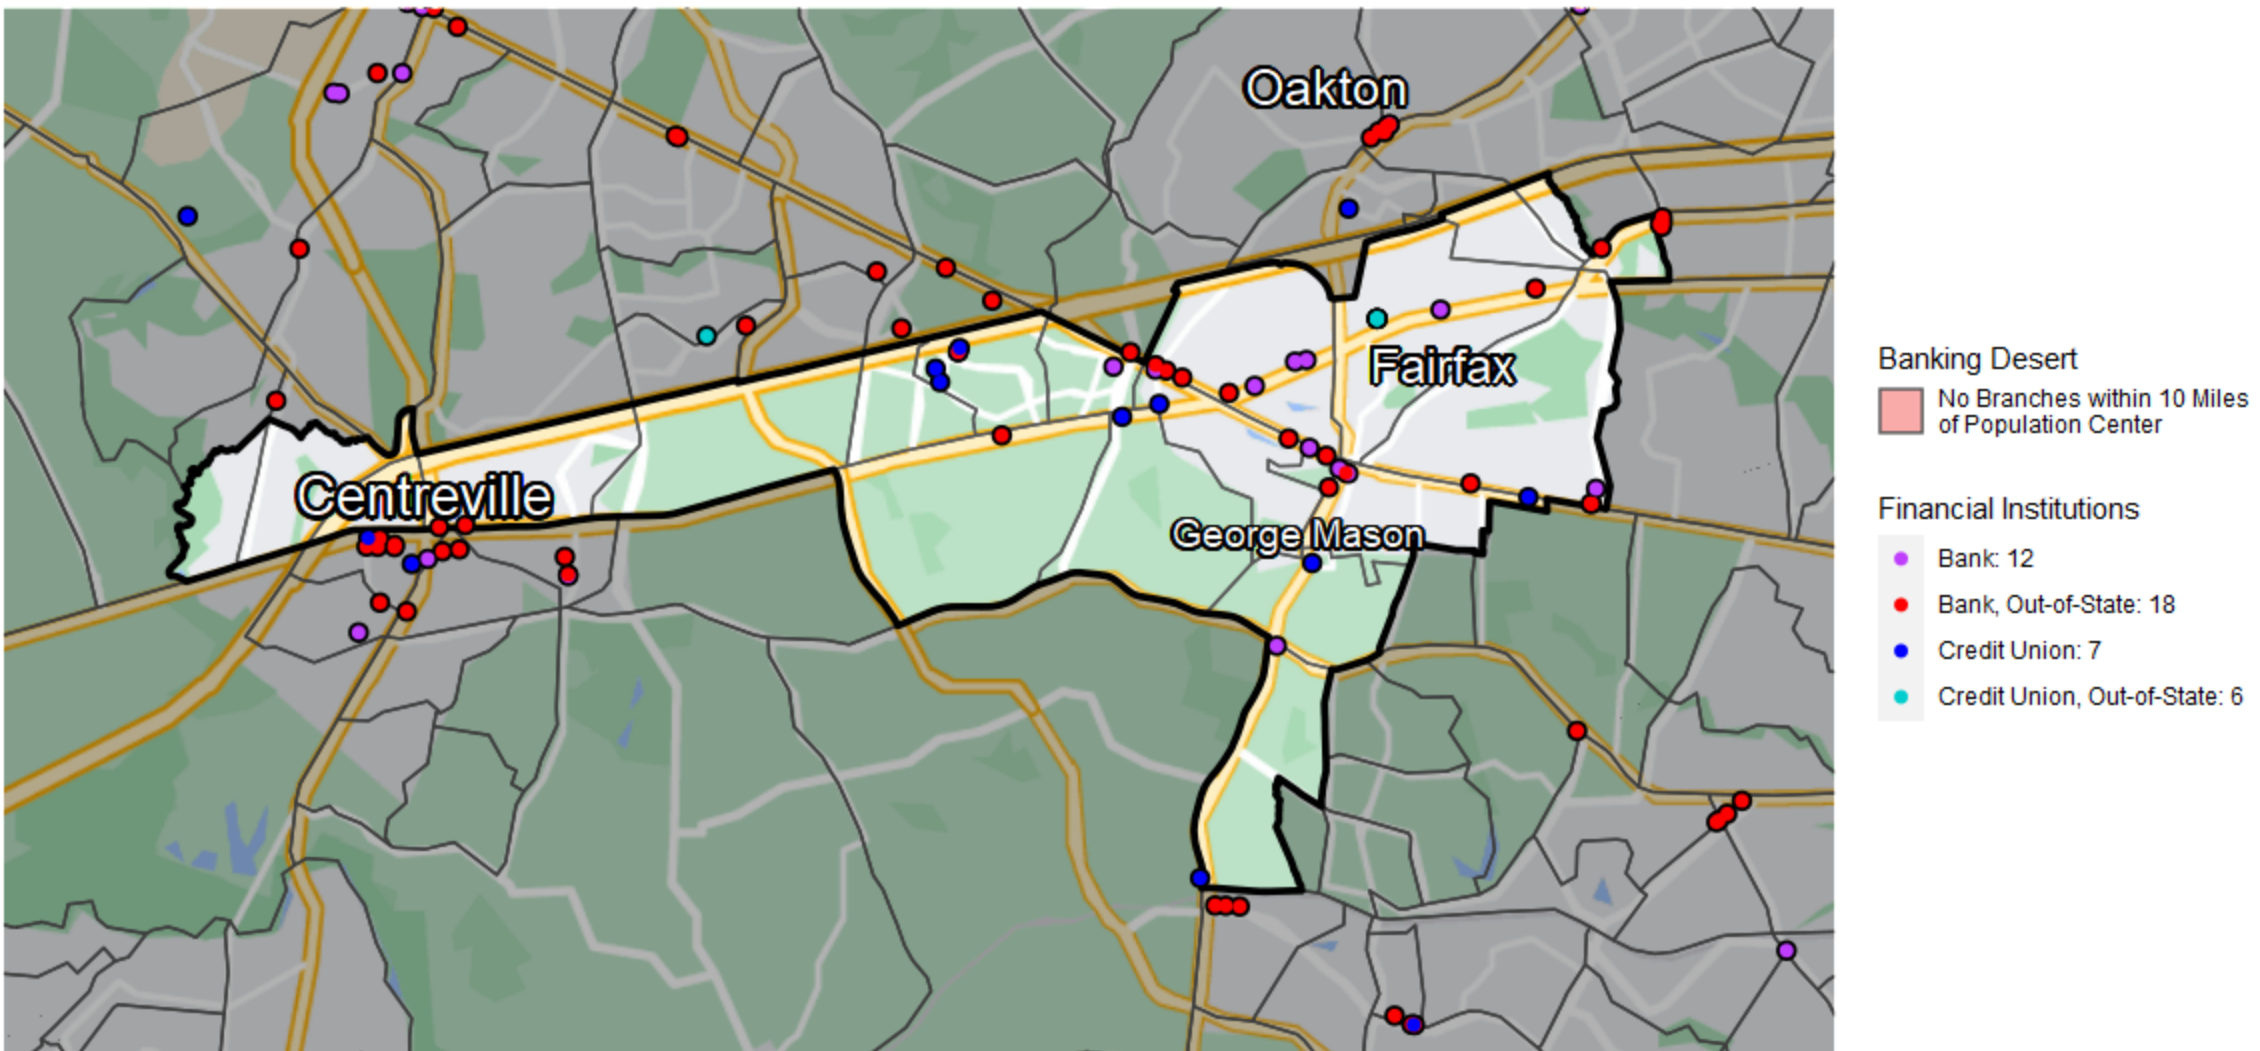 Oakton
Fairfax
Centreville
George Mason
Banking Desert
No Branches within 10 Miles
of Population Center
Financial Institutions
Bank: 12
Bank, Out-of-State: 18
Credit Union: 7
Credit Union, Out-of-State: 6